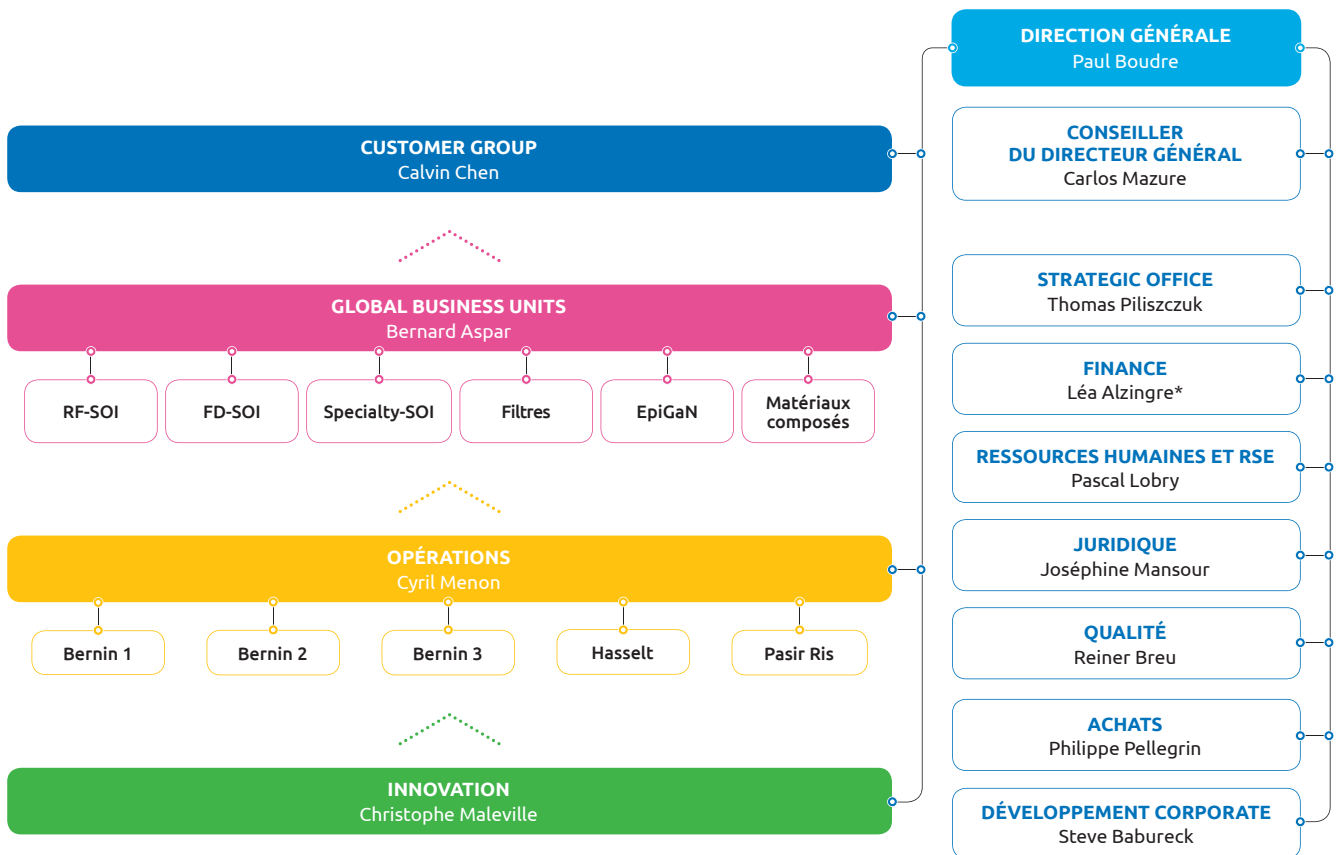 DIRECTION GÉNÉRALE
Paul Boudre
CUSTOMER GROUP
Calvin Chen
GLOBAL BUSINESS UNITS
Bernard Aspar
RF-SOI
FD-SOI
Specialty-SOI
Filtres
EpiGaN
Matériaux
composés
OPÉRATIONS
Cyril Menon
Bernin 1
Bernin 2
Bernin 3
Hasselt
Pasir Ris
INNOVATION
Christophe Maleville
CONSEILLER
DU DIRECTEUR GÉNÉRAL
Carlos Mazure
STRATEGIC OFFICE
Thomas Piliszczuk
FINANCE
Léa Alzingre*
RESSOURCES HUMAINES ET RSE
Pascal Lobry
JURIDIQUE
Joséphine Mansour
QUALITÉ
Reiner Breu
ACHATS
Philippe Pellegrin
DÉVELOPPEMENT CORPORATE
Steve Babureck